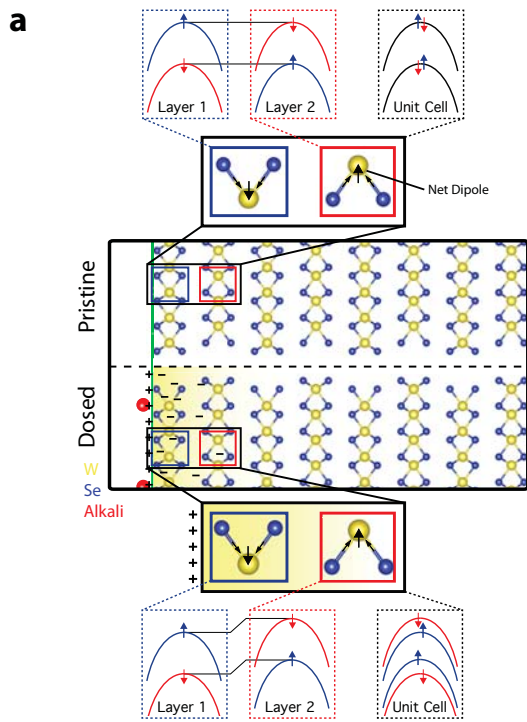 a
Layer 1
Layer 2
Unit Cell
Net Dipole
Pristine
Dosed
W
Se
Alkali
Layer 1
Layer 2
Unit Cell